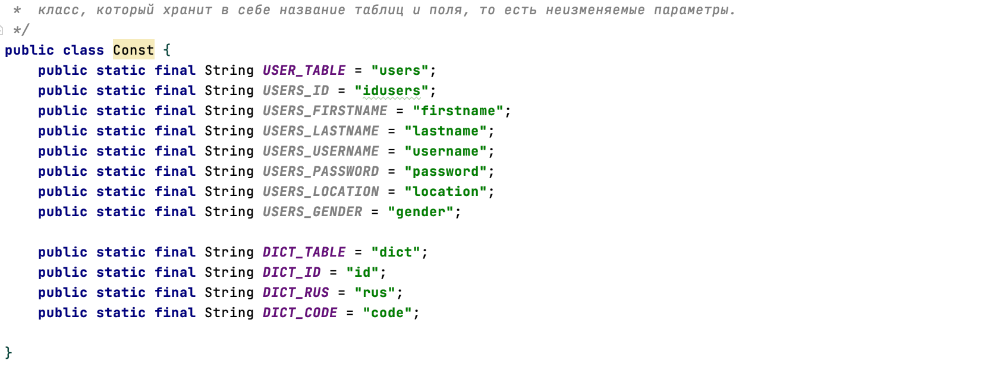 * класс, который хранит в себе название таблиц и поля, то есть неизменяемые параметры.
*/
public class Const {
    public static final String USER_TABLE = "users";
    public static final String USERS_ID = "idusers";
    public static final String USERS_FIRSTNAME = "firstname";
    public static final String USERS_LASTNAME = "lastname";
    public static final String USERS_USERNAME = "username";
    public static final String USERS_PASSWORD = "password";
    public static final String USERS_LOCATION = "location";
    public static final String USERS_GENDER = "gender";
    public static final String DICT_TABLE = "dict";
    public static final String DICT_ID = "id";
    public static final String DICT_RUS = "rus";
    public static final String DICT_CODE = "code";
}